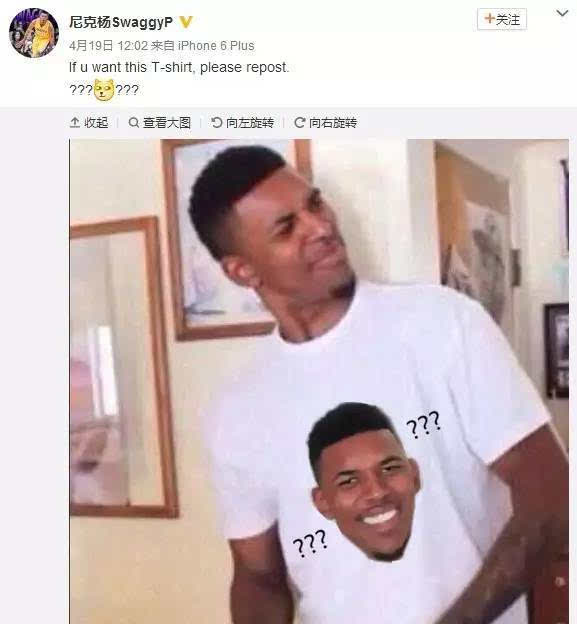 尼克杨SwaggyP
+关注
4月19日 12:02 来自 iPhone 6 Plus
If u want this T-shirt, please repost.
??????
收起
查看大图
向左旋转
向右旋转
???
???